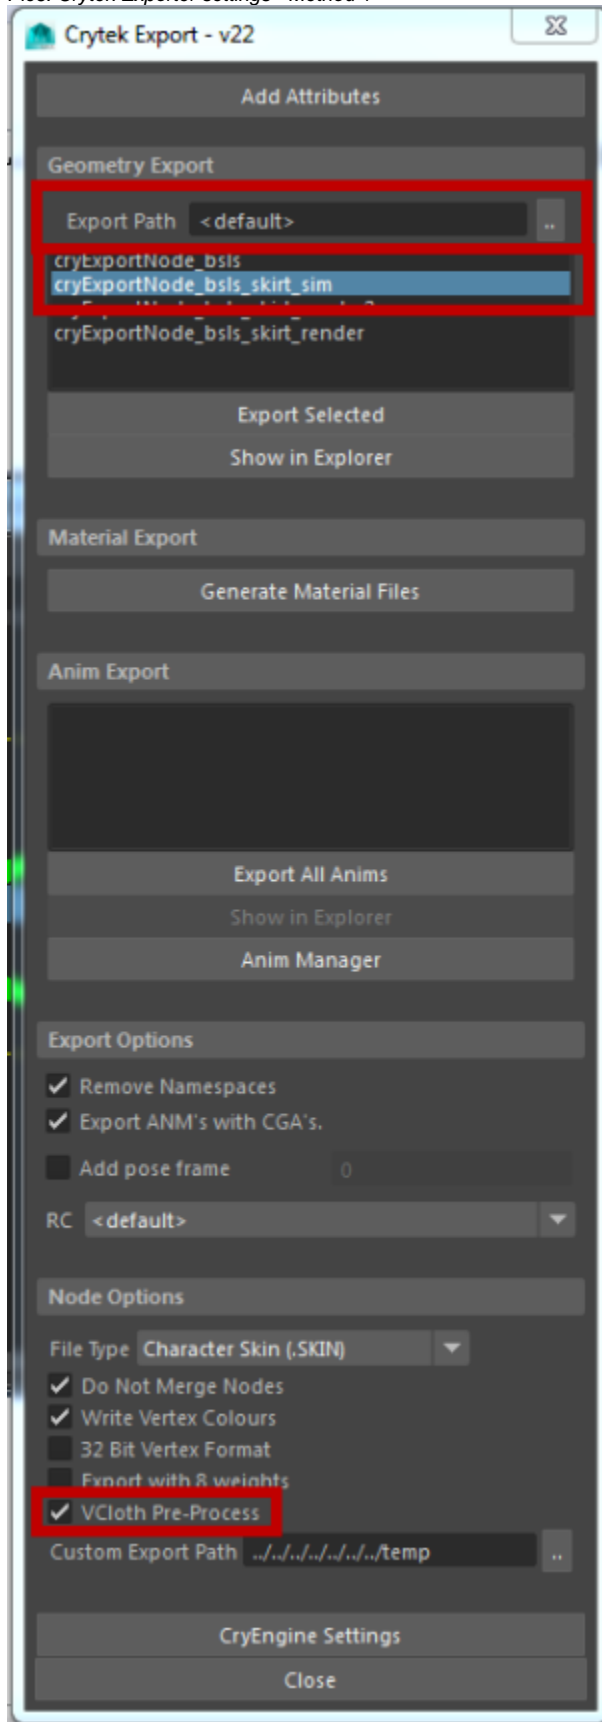 Crytek Export - v22
Add Attributes
Geometry Export
Export Path <default> ..
cryExportNode_bsls
cryExportNode_bsls_skirt_sim
cryExportNode_bsls_skirt_render
Export Selected
Show in Explorer
Material Export
Generate Material Files
Anim Export
Export All Anims
Show in Explorer
Anim Manager
Export Options
Remove Namespaces
Export ANM's with CGA's.
Add pose frame 0
RC <default>
Node Options
File Type Character Skin (.SKIN)
Do Not Merge Nodes
Write Vertex Colours
32 Bit Vertex Format
Export with 8 weights
VCloth Pre-Process
Custom Export Path ../../../../../../../temp ..
CryEngine Settings
Close